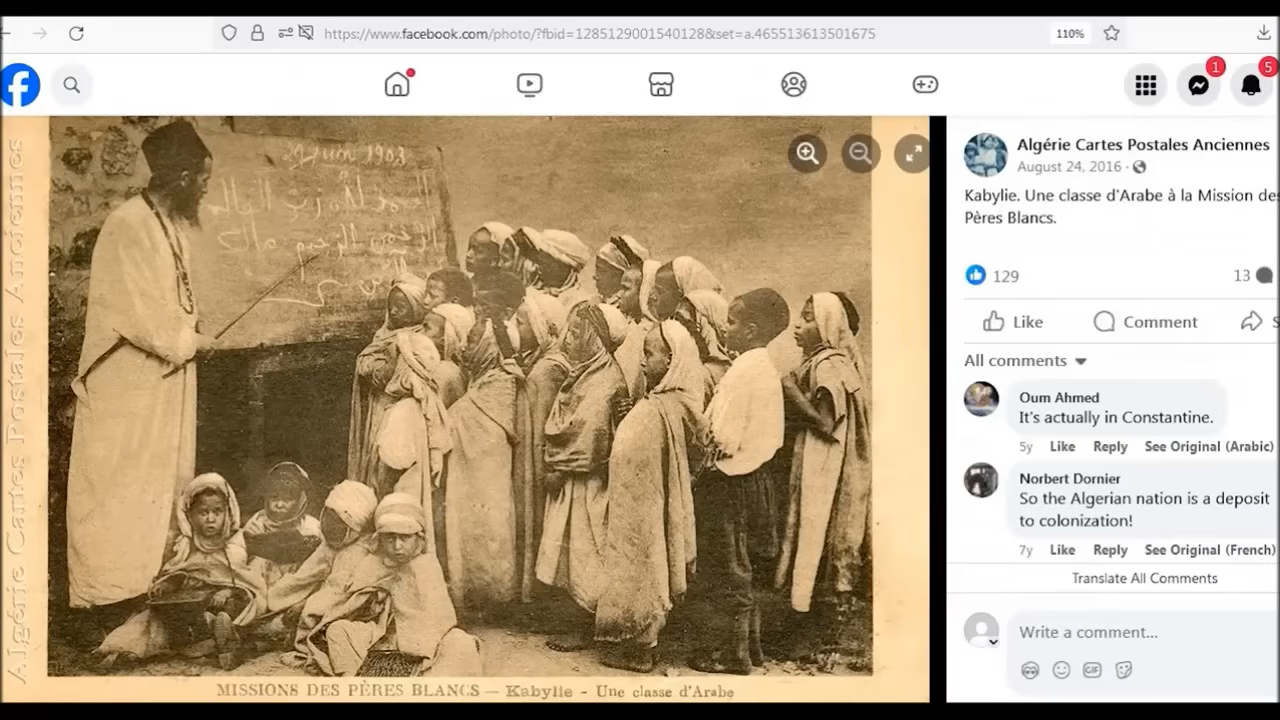 https://www.facebook.com/photo/?fbid=1285129001540128&set=a.465513613501675
110%
1
5
Algérie Cartes Postales Anciennes
Juin 1903
MISSIONS DES PÈRES BLANCS — Kabylie - Une classe d'Arabe
Algérie Cartes Postales Anciennes
August 24, 2016 ·
Kabylie. Une classe d'Arabe à la Mission des
Pères Blancs.
129
13
Like
Comment
S
All comments
Oum Ahmed
It's actually in Constantine.
5y Like Reply See Original (Arabic)
Norbert Dornier
So the Algerian nation is a deposit
to colonization!
7y Like Reply See Original (French)
Translate All Comments
Write a comment...
GIF